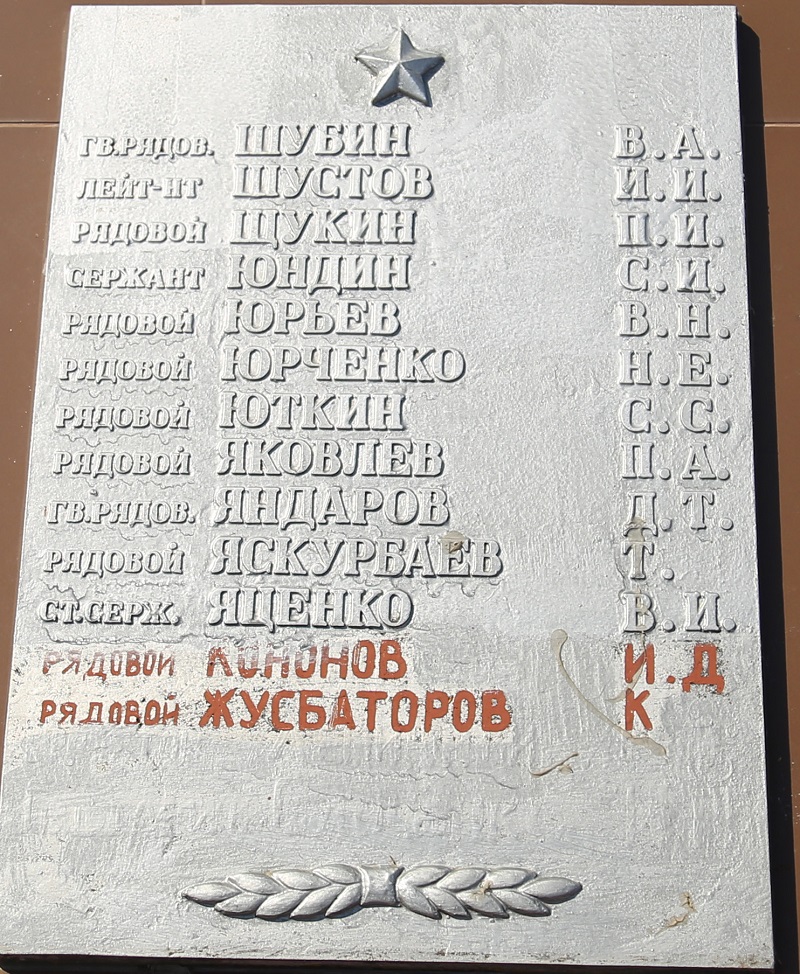 ГВ.РЯДОВ. ШУБИН В.А.
ЛЕЙТ-НТ ШУСТОВ И.И.
РЯДОВОЙ ЩУКИН П.И.
СЕРЖАНТ ЮНДИН С.И.
РЯДОВОЙ ЮРЬЕВ В.Н.
РЯДОВОЙ ЮРЧЕНКО Н.Е.
РЯДОВОЙ ЮТКИН С.С.
РЯДОВОЙ ЯКОВЛЕВ П.А.
ГВ.РЯДОВ. ЯНДАРОВ Д.Т.
РЯДОВОЙ ЯСКУРБАЕВ Т.
СТ.СЕРЖ. ЯЦЕНКО В.И.
РЯДОВОЙ КОНОНОВ И.Д
РЯДОВОЙ ЖУСБАТОРОВ К